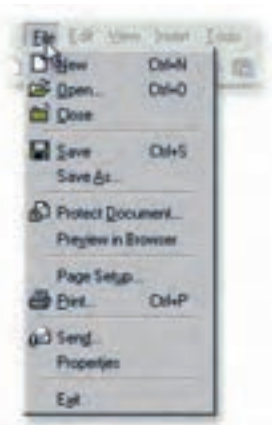 File Edit View Insert Tools
New Ctrl+N
Open... Ctrl+O
Close
Save Ctrl+S
Save As...
Protect Document...
Preview in Browser
Page Setup...
Print... Ctrl+P
Send...
Properties
Exit